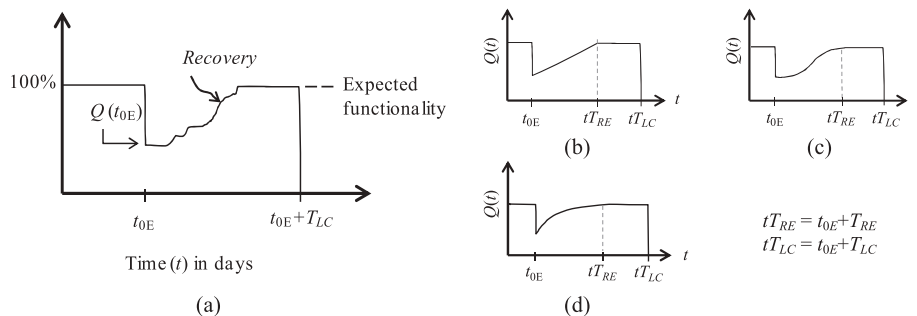 100%
Recovery
Expected
functionality
Q (t0E)
t0E
t0E+TLC
Time (t) in days
(a)
Q(t)
t0E
tTRE
tTLC
t
(b)
Q(t)
t0E
tTRE
tTLC
t
(c)
Q(t)
t0E
tTRE
tTLC
t
(d)
tTRE = t0E+TRE
tTLC = t0E+TLC